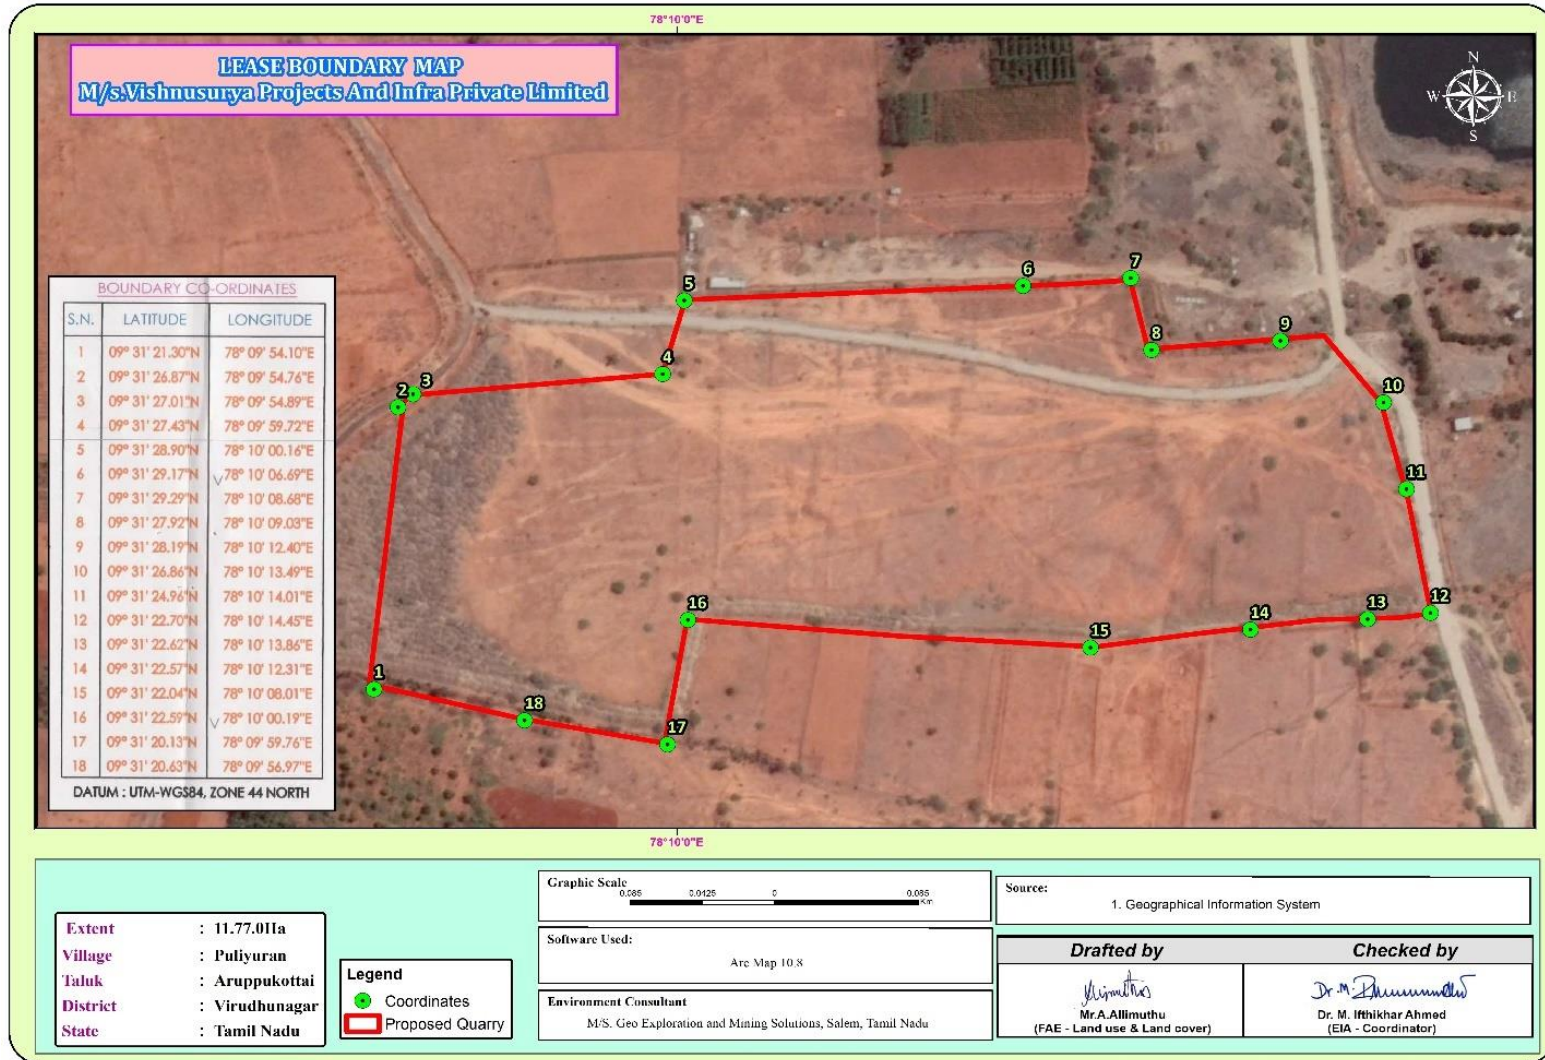 78°10'0"E
LEASE BOUNDARY MAP
M/s.Vishnusurya Projects And Infra Private Limited
N
W E
S
7
6
5
9
8
4
10
3
2
11
12
16
13
14
15
1
18
17
BOUNDARY CO-ORDINATES
S.N. LATITUDE LONGITUDE
1 09° 31' 21.30"N 78° 09' 54.10"E
2 09° 31' 26.87"N 78° 09' 54.76"E
3 09° 31' 27.01"N 78° 09' 54.89"E
4 09° 31' 27.43"N 78° 09' 59.72"E
5 09° 31' 28.90"N 78° 10' 00.16"E
6 09° 31' 29.17"N 78° 10' 06.69"E
7 09° 31' 29.29"N 78° 10' 08.68"E
8 09° 31' 27.92"N 78° 10' 09.03"E
9 09° 31' 28.19"N 78° 10' 12.40"E
10 09° 31' 26.86"N 78° 10' 13.49"E
11 09° 31' 24.96"N 78° 10' 14.01"E
12 09° 31' 22.70"N 78° 10' 14.45"E
13 09° 31' 22.62"N 78° 10' 13.86"E
14 09° 31' 22.57"N 78° 10' 12.31"E
15 09° 31' 22.04"N 78° 10' 08.01"E
16 09° 31' 22.59"N 78° 10' 00.19"E
17 09° 31' 20.13"N 78° 09' 59.76"E
18 09° 31' 20.63"N 78° 09' 56.97"E
DATUM : UTM-WGS84, ZONE 44 NORTH
78°10'0"E
Extent : 11.77.0Ha
Village : Puliyuran
Taluk : Aruppukottai
District : Virudhunagar
State : Tamil Nadu
Legend
Coordinates
Proposed Quarry
Graphic Scale
0.085 0.0425 0 0.085
Km
Software Used:
Arc Map 10.8
Environment Consultant
M/S. Geo Exploration and Mining Solutions, Salem, Tamil Nadu
Source:
1. Geographical Information System
Drafted by Checked by
Dr. M.
Mr.A.Allimuthu
(FAE - Land use & Land cover)
Dr. M. Ifthikhar Ahmed
(EIA - Coordinator)